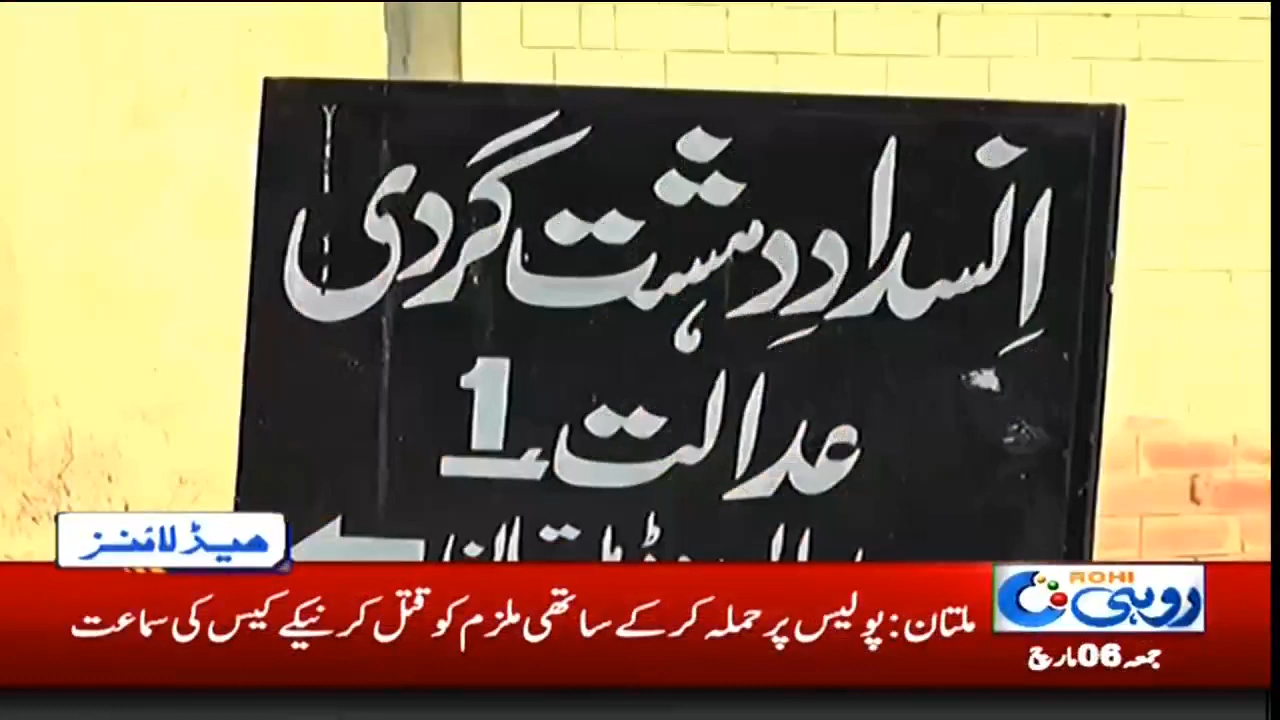 اِنسدادِ دہشت گردی
عدالت 1
ہیڈ لائنز
ROHI
روہی
ملتان: پولیس پر حملہ کر کے ساتھی ملزم کو قتل کرنیکے کیس کی سماعت
جمعہ 06 مارچ